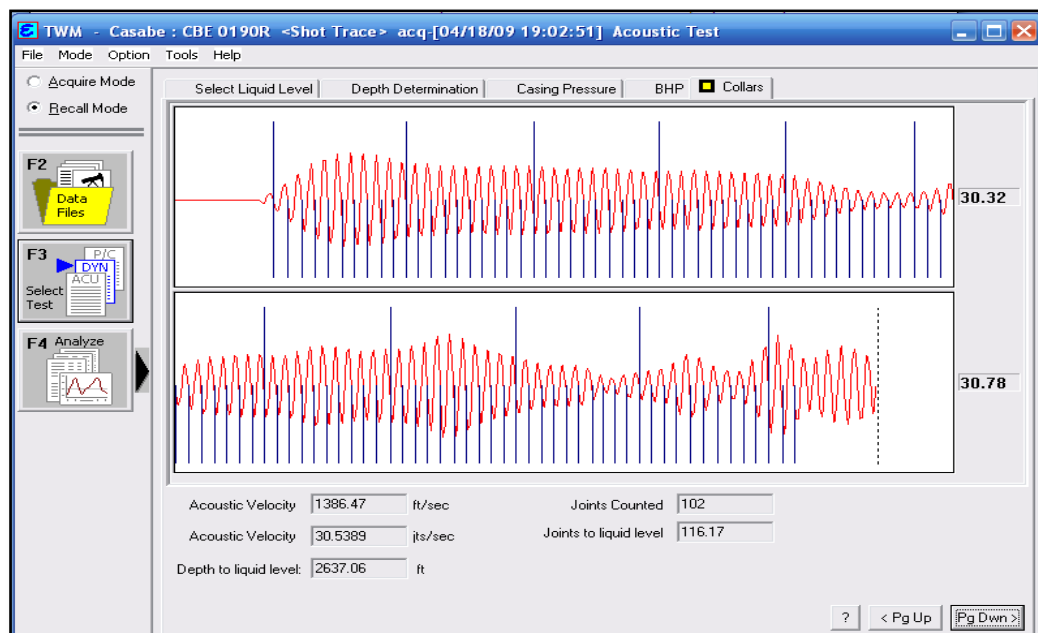 TWM - Casabe : CBE 0190R <Shot Trace> acq-[04/18/09 19:02:51] Acoustic Test
File Mode Option Tools Help
Acquire Mode
Recall Mode
Select Liquid Level Depth Determination Casing Pressure BHP Collars
F2
Data
Files
F3
P/C
DYN
ACU
Select
Test
F4 Analyze
30.32
30.78
Acoustic Velocity 1386.47 ft/sec Joints Counted 102
Acoustic Velocity 30.5389 jts/sec Joints to liquid level 116.17
Depth to liquid level: 2637.06 ft
? < Pg Up Pg Dwn >